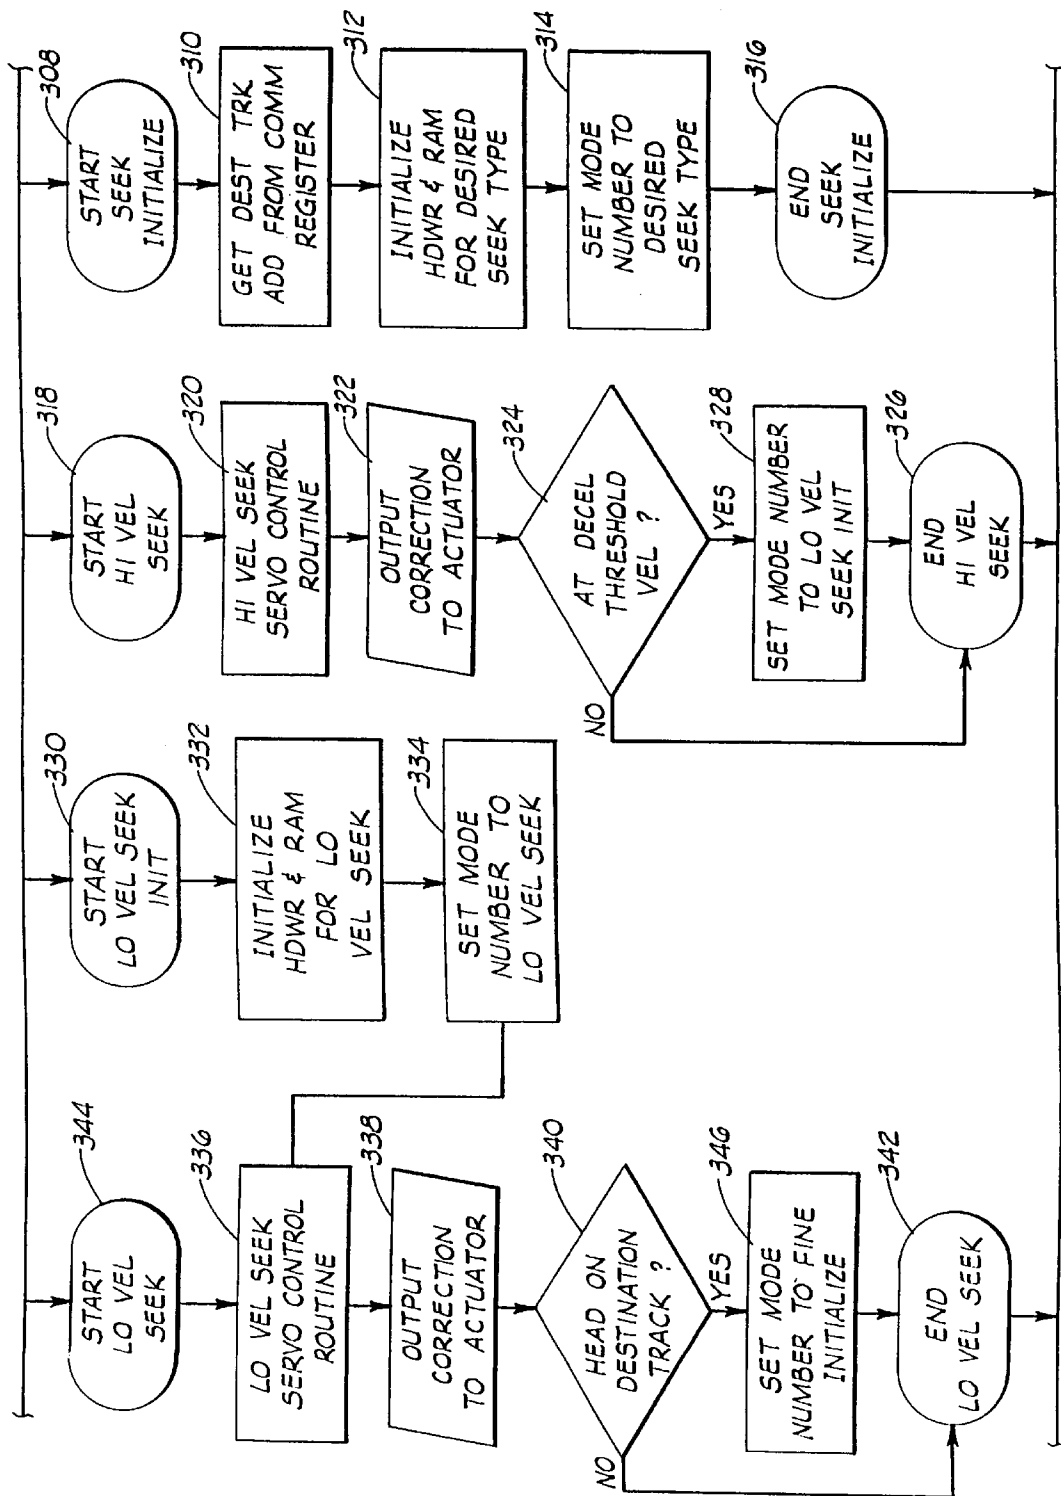 344
START
LO VEL
SEEK
336
LO VEL SEEK
SERVO CONTROL
ROUTINE
338
OUTPUT
CORRECTION
TO ACTUATOR
340
HEAD ON
DESTINATION
TRACK ?
NO
YES
346
SET MODE
NUMBER TO FINE
INITIALIZE
342
END
LO VEL SEEK
330
START
LO VEL SEEK
INIT
332
INITIALIZE
HDWR & RAM
FOR LO
VEL SEEK
334
SET MODE
NUMBER TO
LO VEL SEEK
318
START
HI VEL
SEEK
320
HI VEL SEEK
SERVO CONTROL
ROUTINE
322
OUTPUT
CORRECTION
TO ACTUATOR
324
AT DECEL
THRESHOLD
VEL ?
NO
YES
328
SET MODE NUMBER
TO LO VEL
SEEK INIT
326
END
HI VEL
SEEK
308
START
SEEK
INITIALIZE
310
GET DEST TRK
ADD FROM COMM
REGISTER
312
INITIALIZE
HDWR & RAM
FOR DESIRED
SEEK TYPE
314
SET MODE
NUMBER TO
DESIRED
SEEK TYPE
316
END
SEEK
INITIALIZE